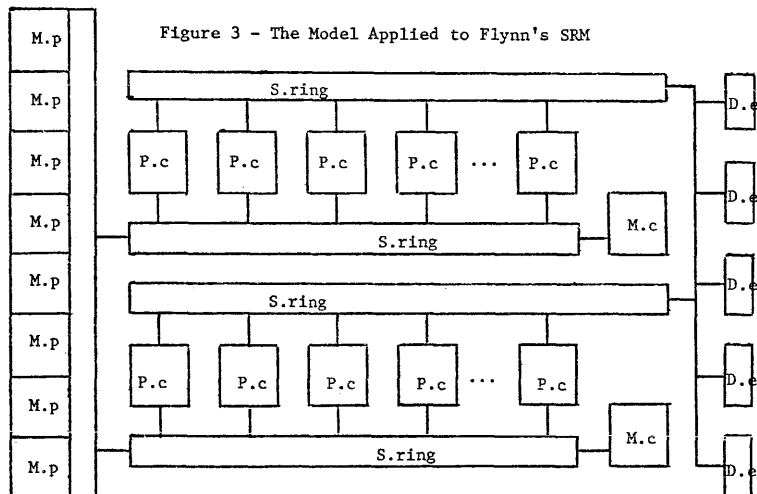 Figure 3 - The Model Applied to Flynn's SRM
M.p
M.p
M.p
M.p
M.p
M.p
M.p
M.p
S.ring
P.c P.c P.c P.c ... P.c
S.ring
M.c
S.ring
P.c P.c P.c P.c ... P.c
S.ring
M.c
D.e
D.e
D.e
D.e
D.e